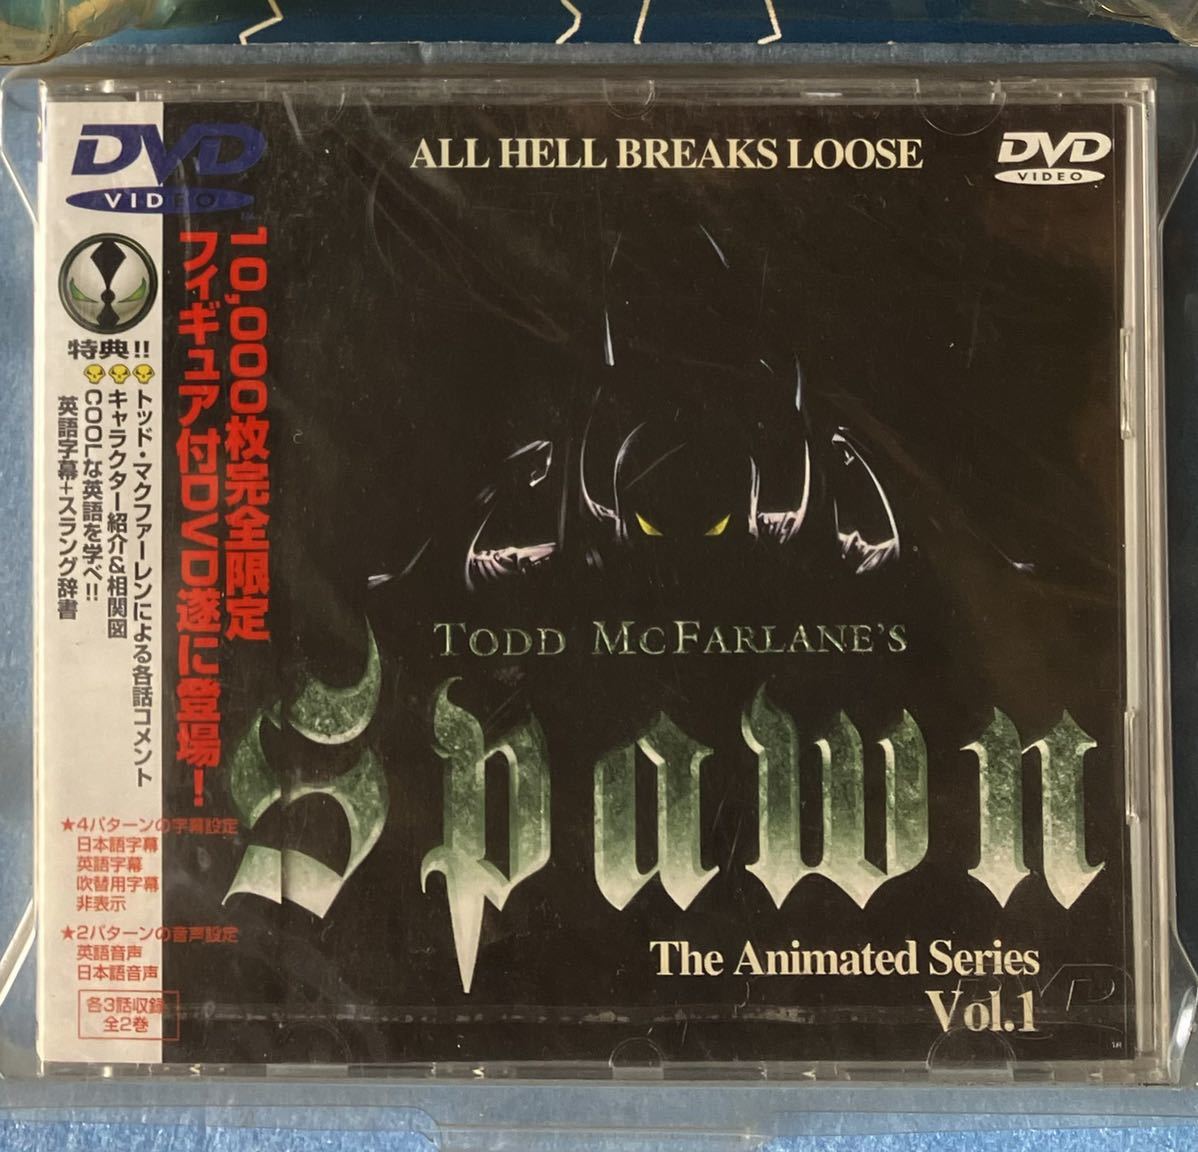 DVD
VIDEO
ALL HELL BREAKS LOOSE
DVD
VIDEO
10,000枚完全限定
フィギュア付DVD遂に登場!
特典!!
トッド・マクファーレンによる各話コメント
キャラクター紹介&相関図
COOLな英語を学べ!!
英語字幕+スラング辞書
TODD MCFARLANE'S
Spawn
★4パターンの字幕設定
日本語字幕
英語字幕
吹替用字幕
非表示
★2パターンの音声設定
英語音声
日本語音声
各3話収録
全2巻
The Animated Series
Vol.1
DVD